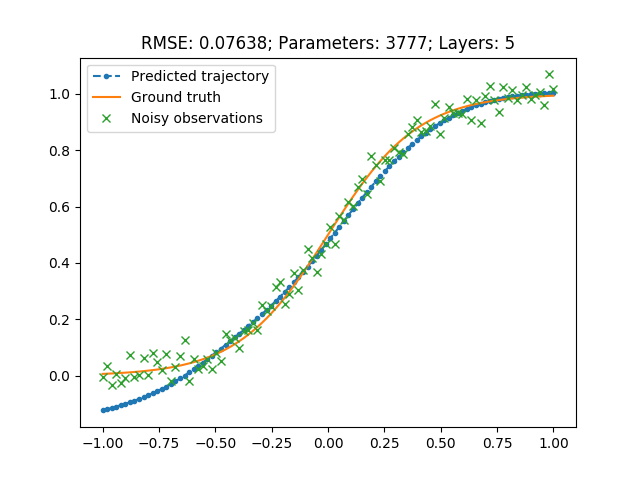 RMSE: 0.07638; Parameters: 3777; Layers: 5
Predicted trajectory
Ground truth
Noisy observations
1.0
0.8
0.6
0.4
0.2
0.0
−1.00 −0.75 −0.50 −0.25 0.00 0.25 0.50 0.75 1.00